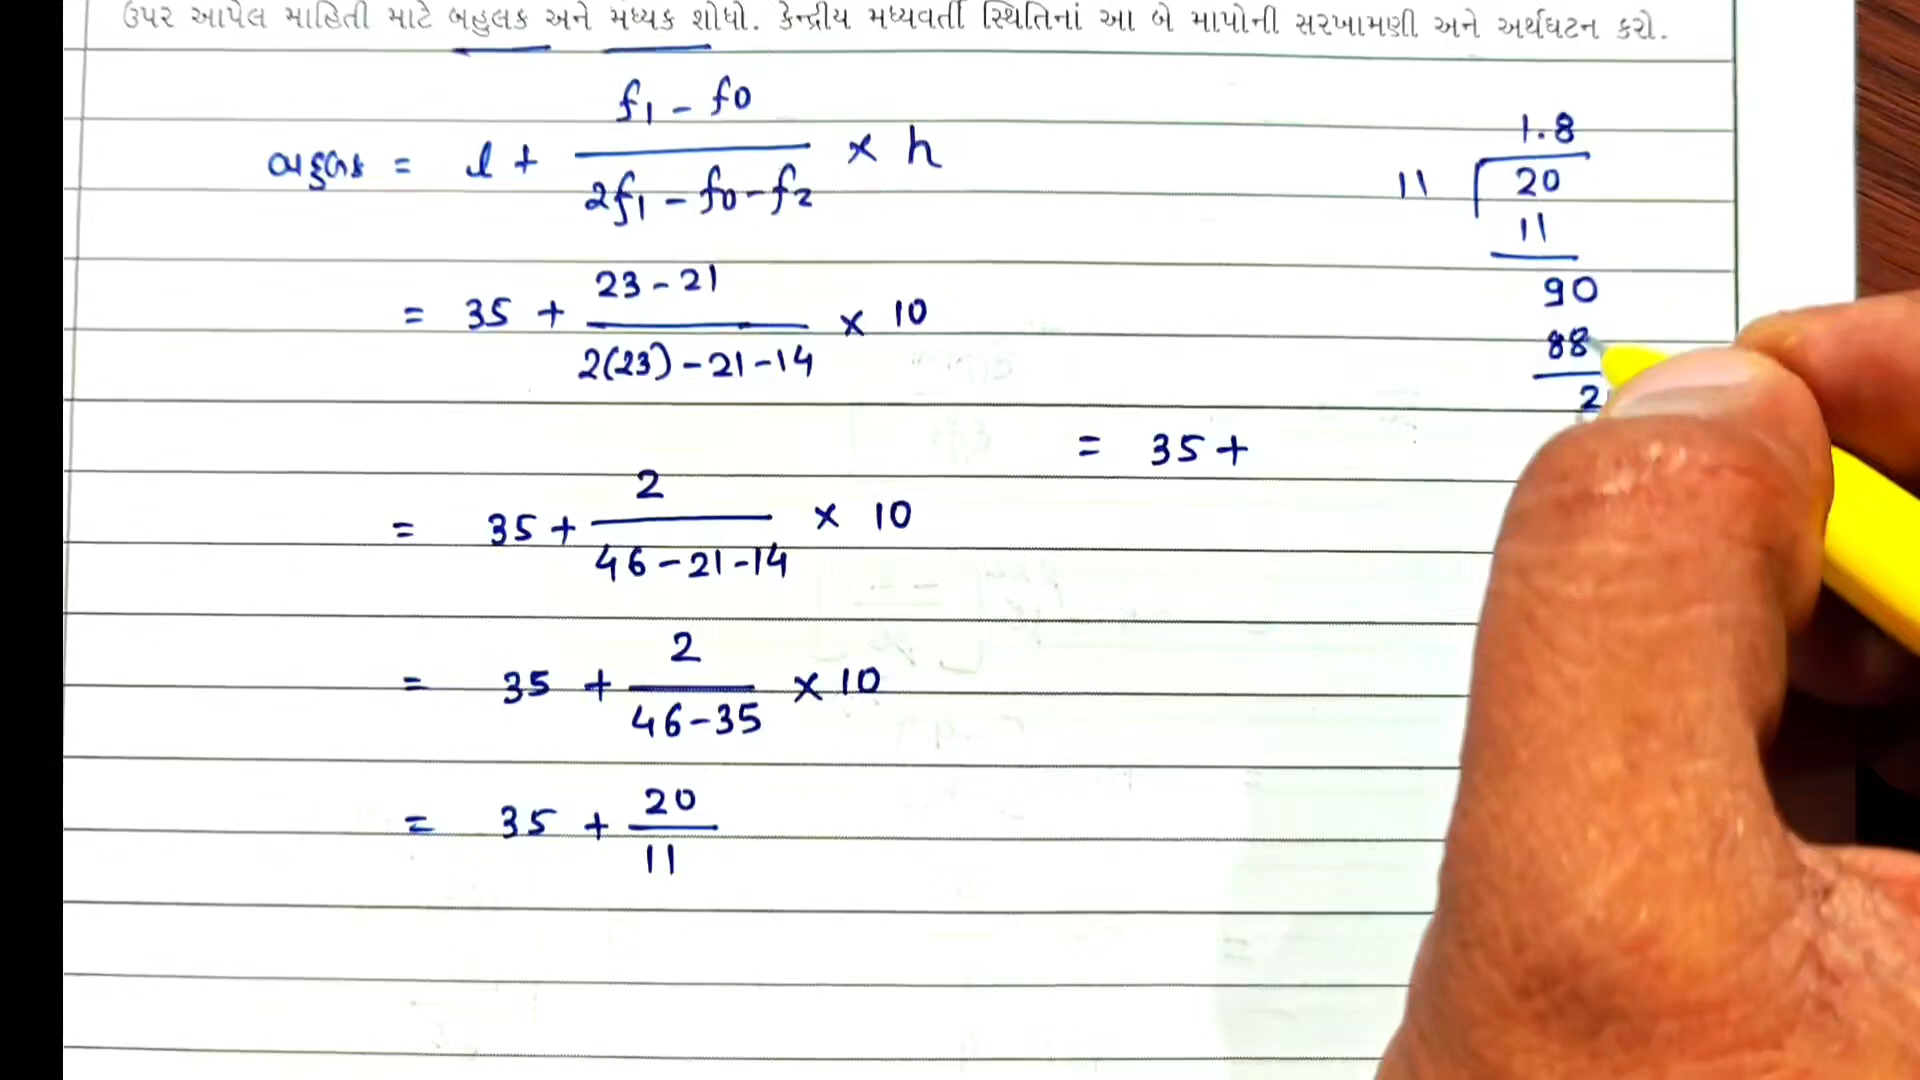 ઉપર આપેલ માહિતી માટે બહુલક અને મધ્યક શોધો. કેન્દ્રીય મધ્યવર્તી સ્થિતિનાં આ બે માપોની સરખામણી અને અર્થઘટન કરો.
બહુલક = l + (f1 - f0) / (2f1 - f0 - f2) × h
= 35 + (23 - 21) / (2(23) - 21 - 14) × 10
= 35 + 2 / (46 - 21 - 14) × 10
= 35 + 2 / (46 - 35) × 10
= 35 + 20 / 11
1.8
11 20
11
90
88
2
= 35 +